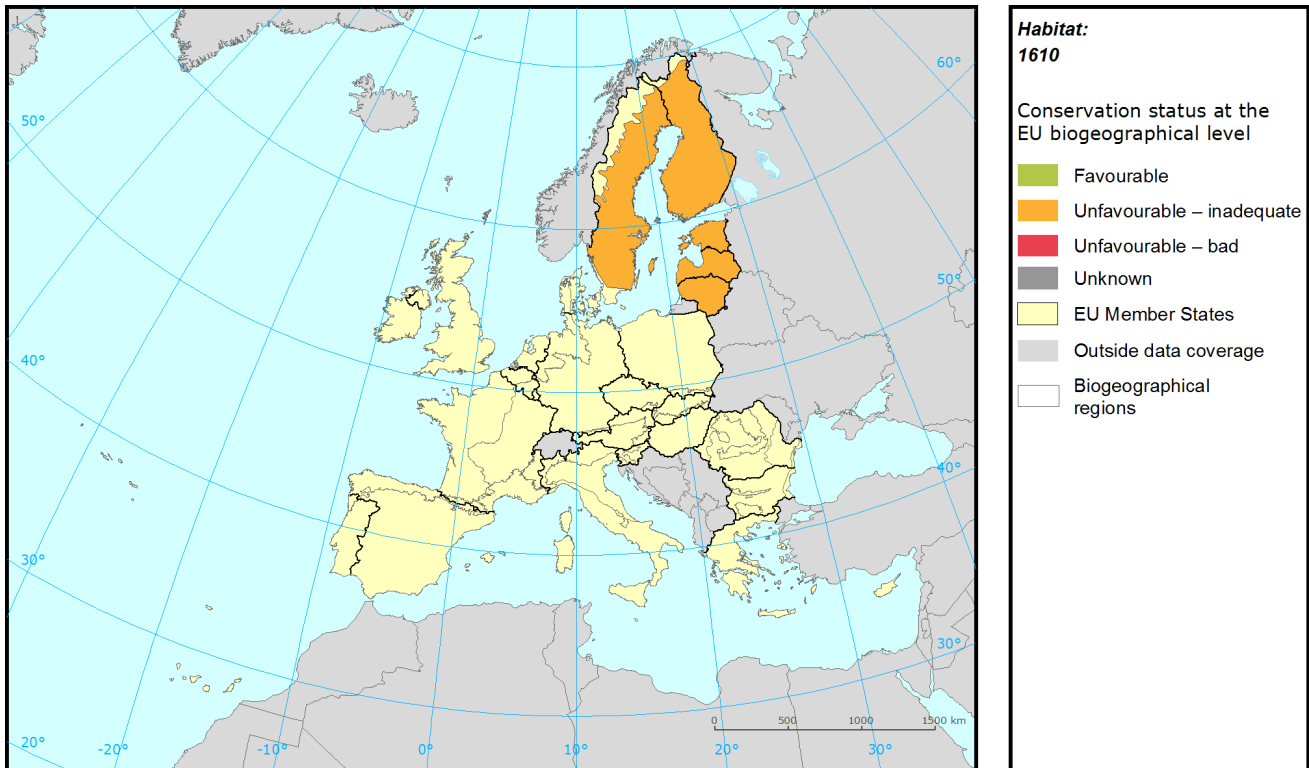 60°
50°
50°
40°
40°
30°
30°
0 500 1000 1500 km
20° -20° -10° 0° 10° 20° 30°
Habitat:
1610
Conservation status at the
EU biogeographical level
Favourable
Unfavourable – inadequate
Unfavourable – bad
Unknown
EU Member States
Outside data coverage
Biogeographical
regions